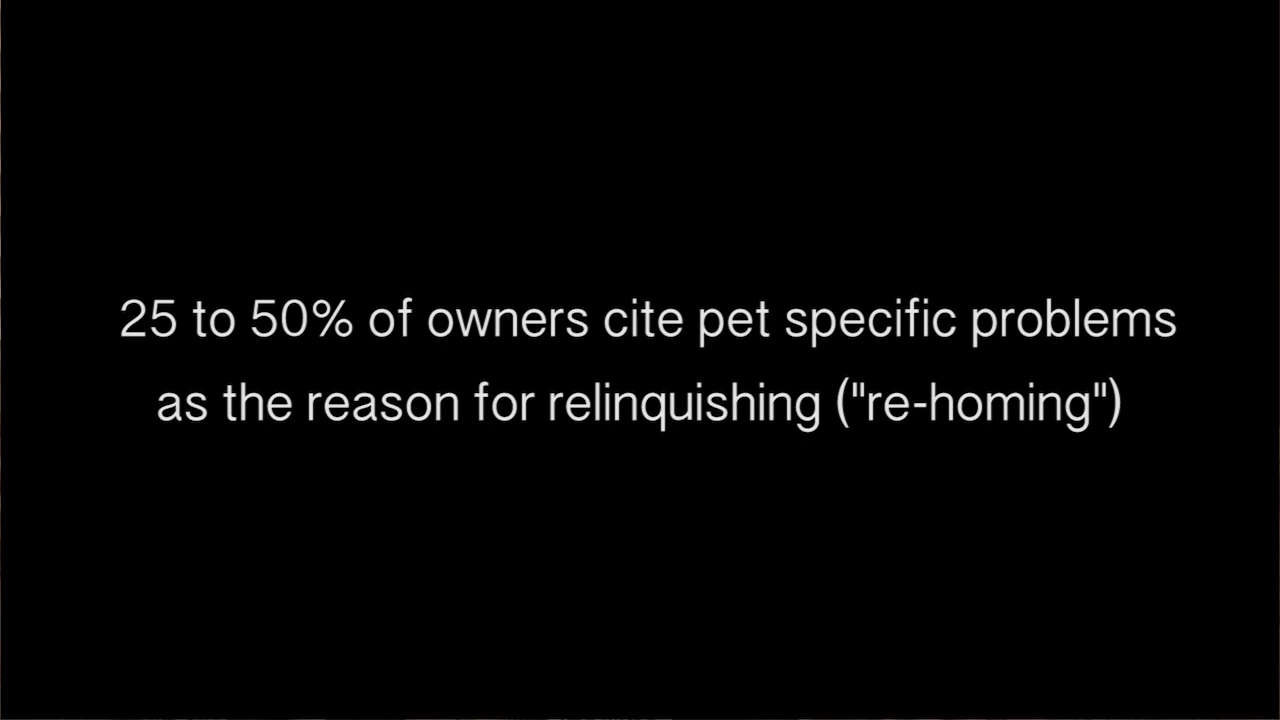 25 to 50% of owners cite pet specific problems
as the reason for relinquishing ("re-homing")